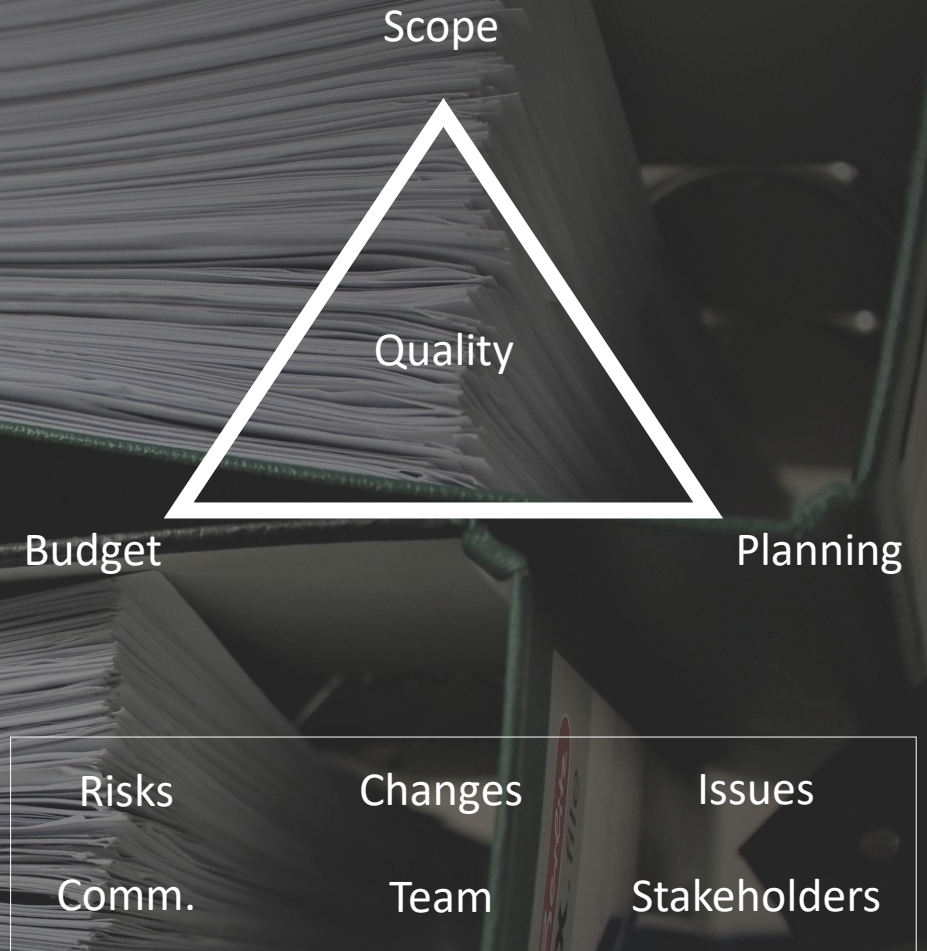 Scope
Quality
Budget Planning
Risks Changes Issues
Comm. Team Stakeholders